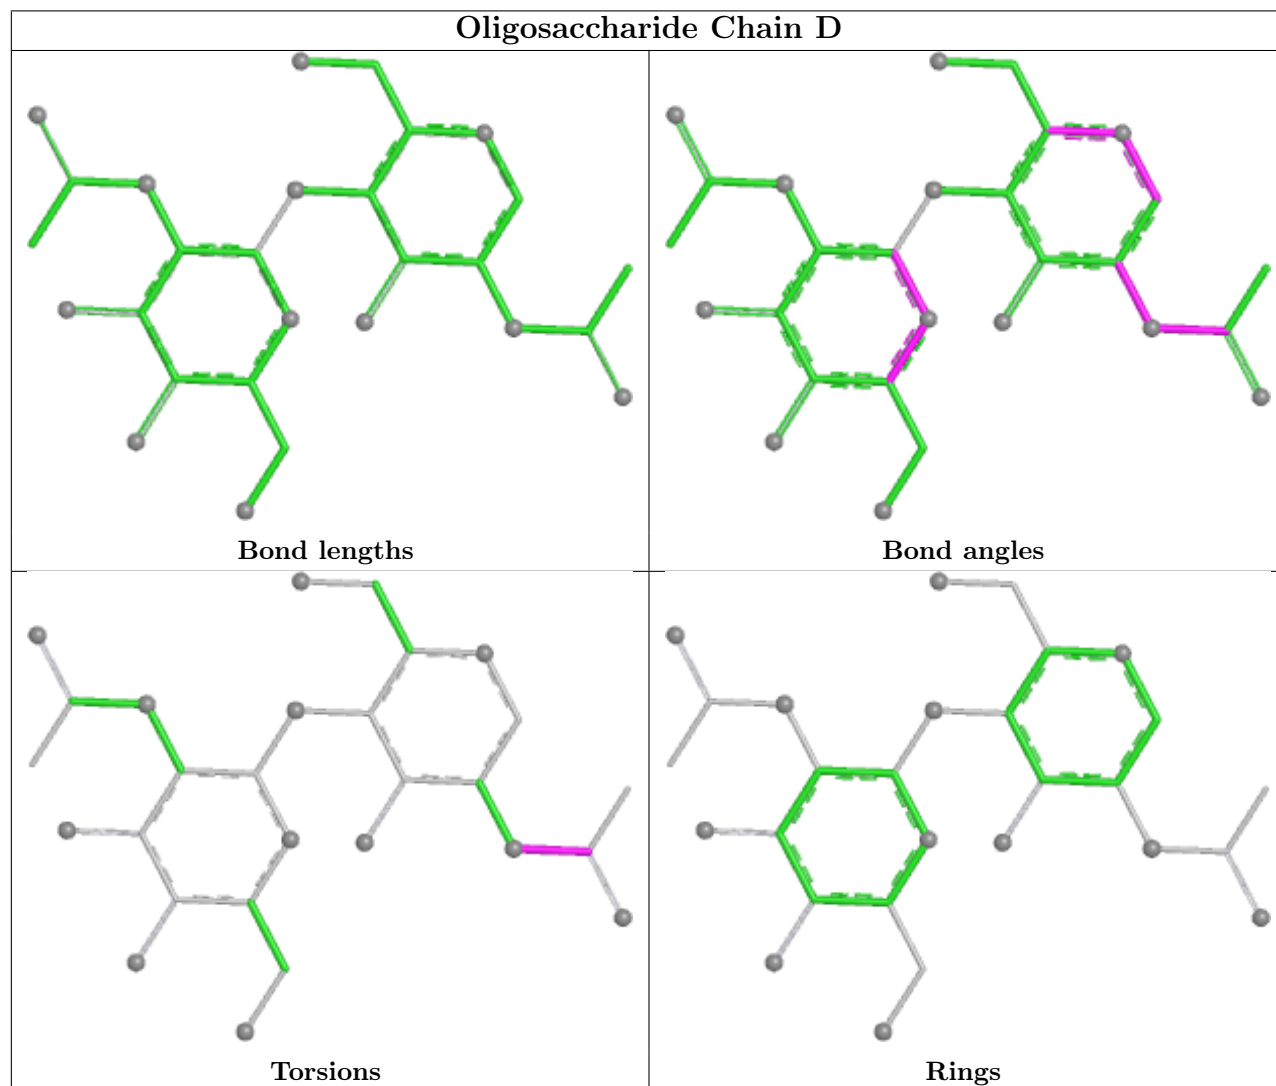 Oligosaccharide Chain D
Bond lengths
Bond angles
Torsions
Rings